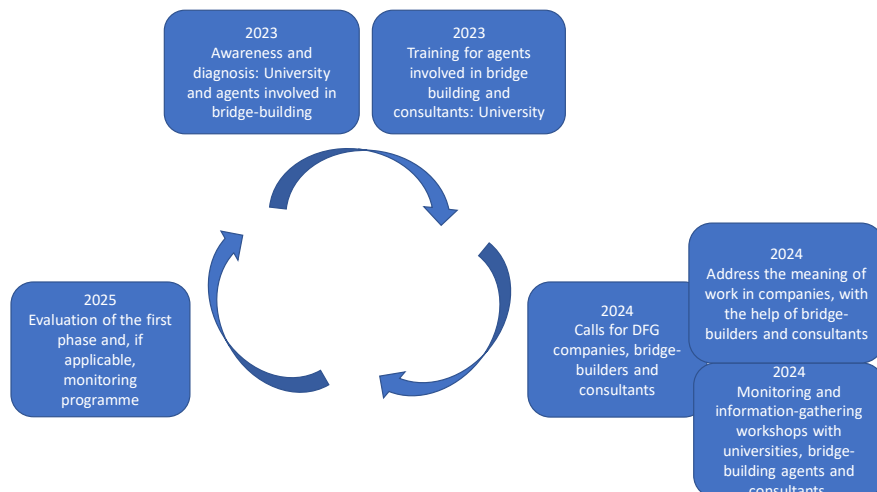 2023
Awareness and
diagnosis: University
and agents involved in
bridge-building
2023
Training for agents
involved in bridge
building and
consultants: University
2024
Address the meaning of
work in companies, with
the help of bridge-
builders and consultants
2024
Calls for DFG
companies, bridge-
builders and
consultants
2024
Monitoring and
information-gathering
workshops with
universities, bridge-
building agents and
consultants
2025
Evaluation of the first
phase and, if
applicable,
monitoring
programme